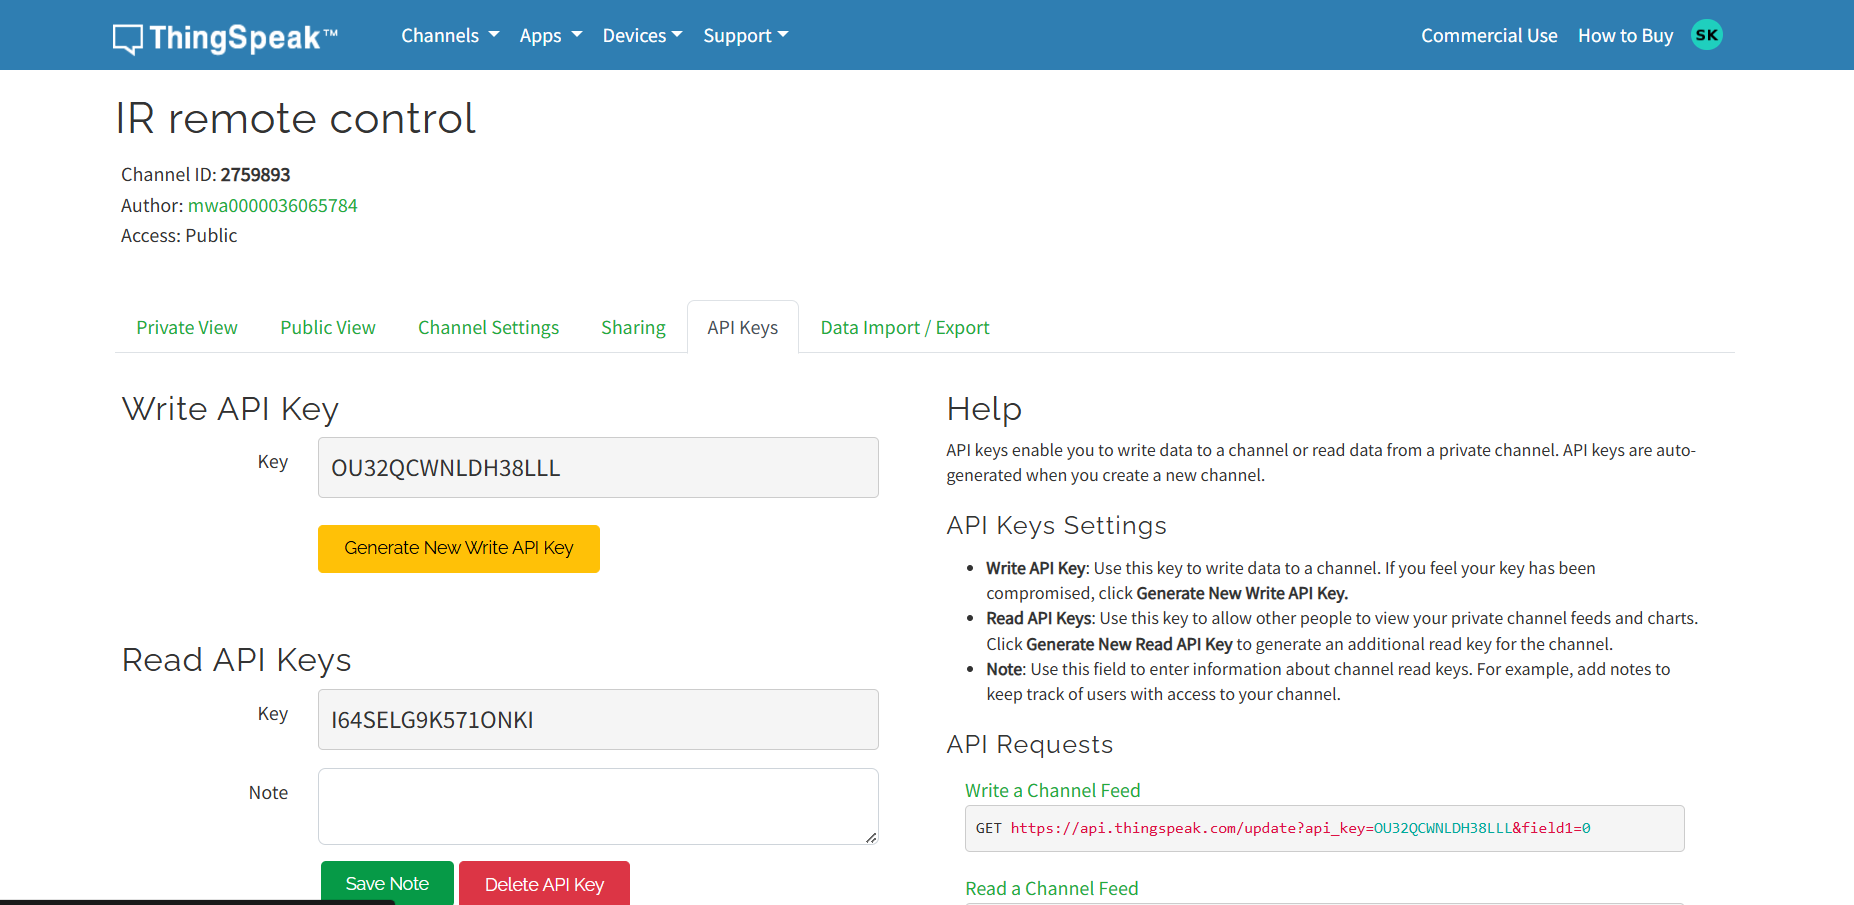 ThingSpeak™
Channels Apps Devices Support Commercial Use How to Buy SK
IR remote control
Channel ID: 2759893
Author: mwa0000036065784
Access: Public
Private View Public View Channel Settings Sharing API Keys Data Import / Export
Write API Key
Key OU32QCWNLDH38LLL
Generate New Write API Key
Read API Keys
Key I64SELG9K571ONKI
Note
Save Note Delete API Key
Help
API keys enable you to write data to a channel or read data from a private channel. API keys are auto-
generated when you create a new channel.
API Keys Settings
• Write API Key: Use this key to write data to a channel. If you feel your key has been
compromised, click Generate New Write API Key.
• Read API Keys: Use this key to allow other people to view your private channel feeds and charts.
Click Generate New Read API Key to generate an additional read key for the channel.
• Note: Use this field to enter information about channel read keys. For example, add notes to
keep track of users with access to your channel.
API Requests
Write a Channel Feed
GET https://api.thingspeak.com/update?api_key=OU32QCWNLDH38LLL&field1=0
Read a Channel Feed